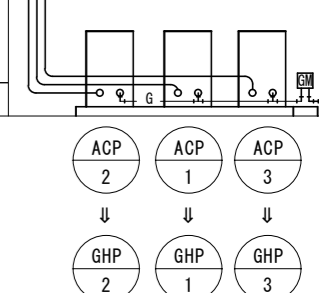 GM
G
ACP ACP ACP
2 1 3
⇓ ⇓ ⇓
GHP GHP GHP
2 1 3